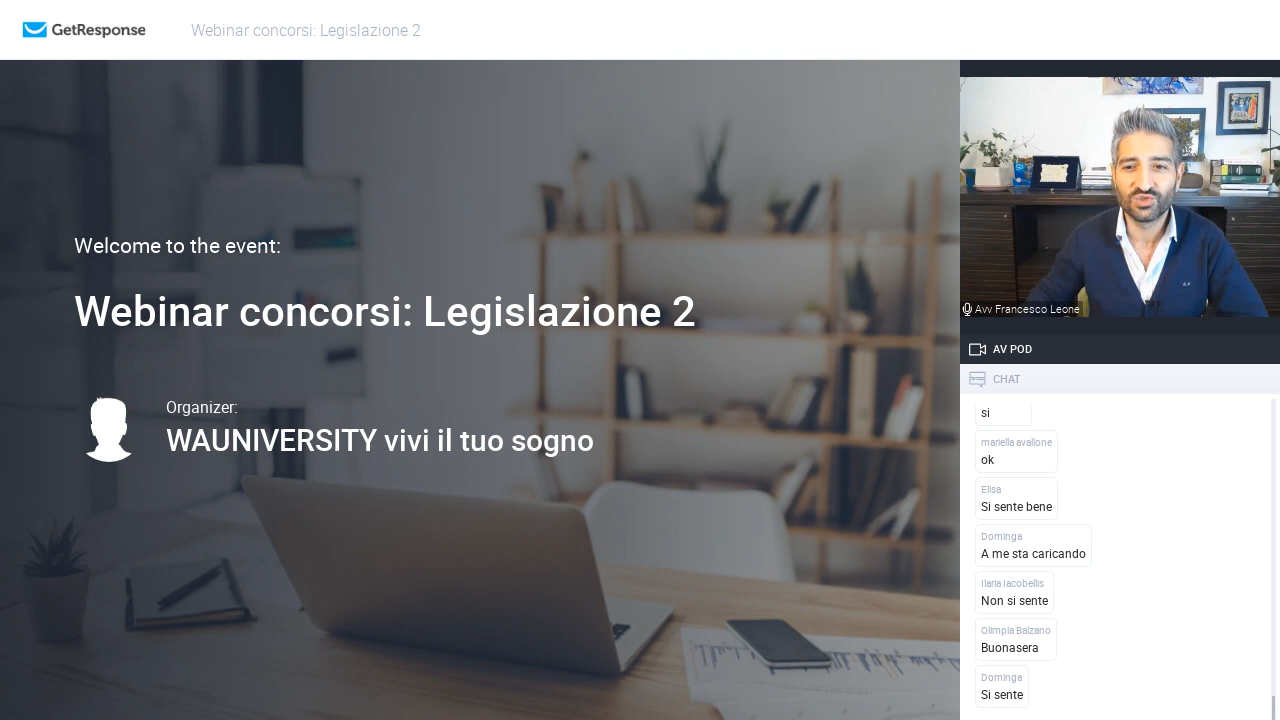 GetResponse
Webinar concorsi: Legislazione 2
Welcome to the event:
Webinar concorsi: Legislazione 2
Organizer:
WAUNIVERSITY vivi il tuo sogno
Avv Francesco Leone
AV POD
CHAT
si
mariella avallone
ok
Elisa
Si sente bene
Dominga
A me sta caricando
Ilaria Iacobellis
Non si sente
Olimpia Balzano
Buonasera
Dominga
Si sente